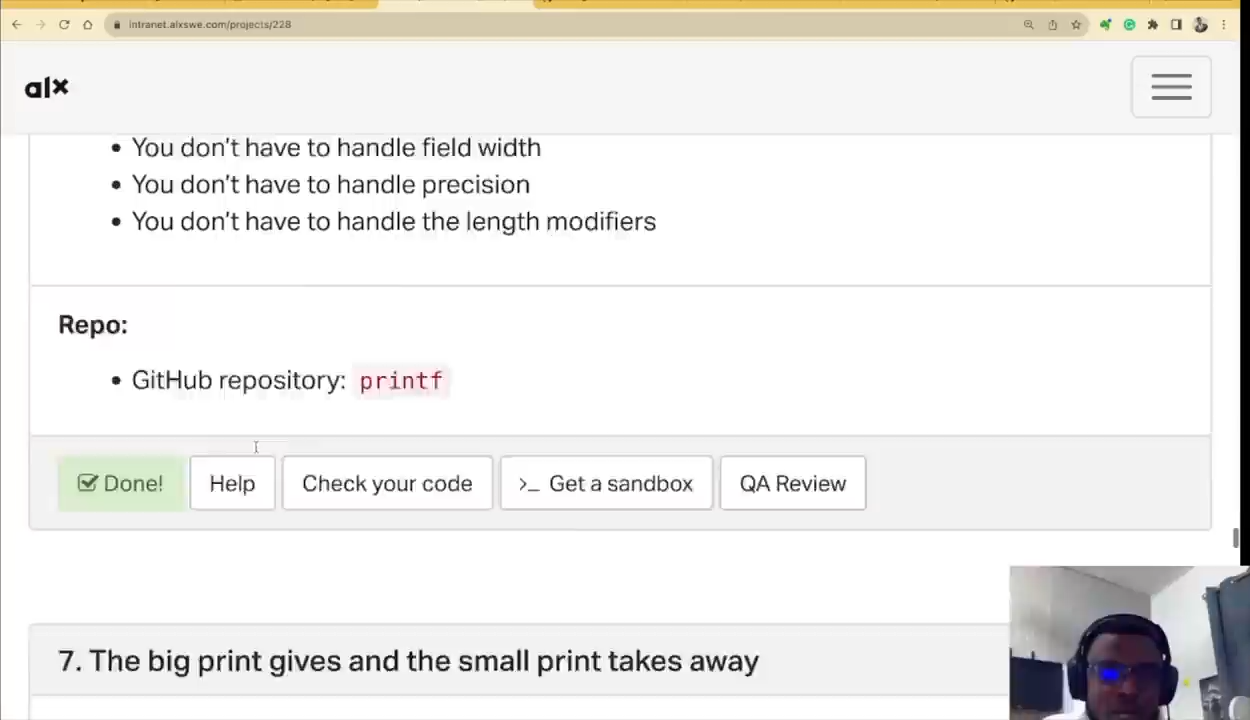 intranet.alxswe.com/projects/228
alx
• You don't have to handle field width
• You don't have to handle precision
• You don't have to handle the length modifiers
Repo:
• GitHub repository: printf
Done! Help Check your code >_ Get a sandbox QA Review
7. The big print gives and the small print takes away